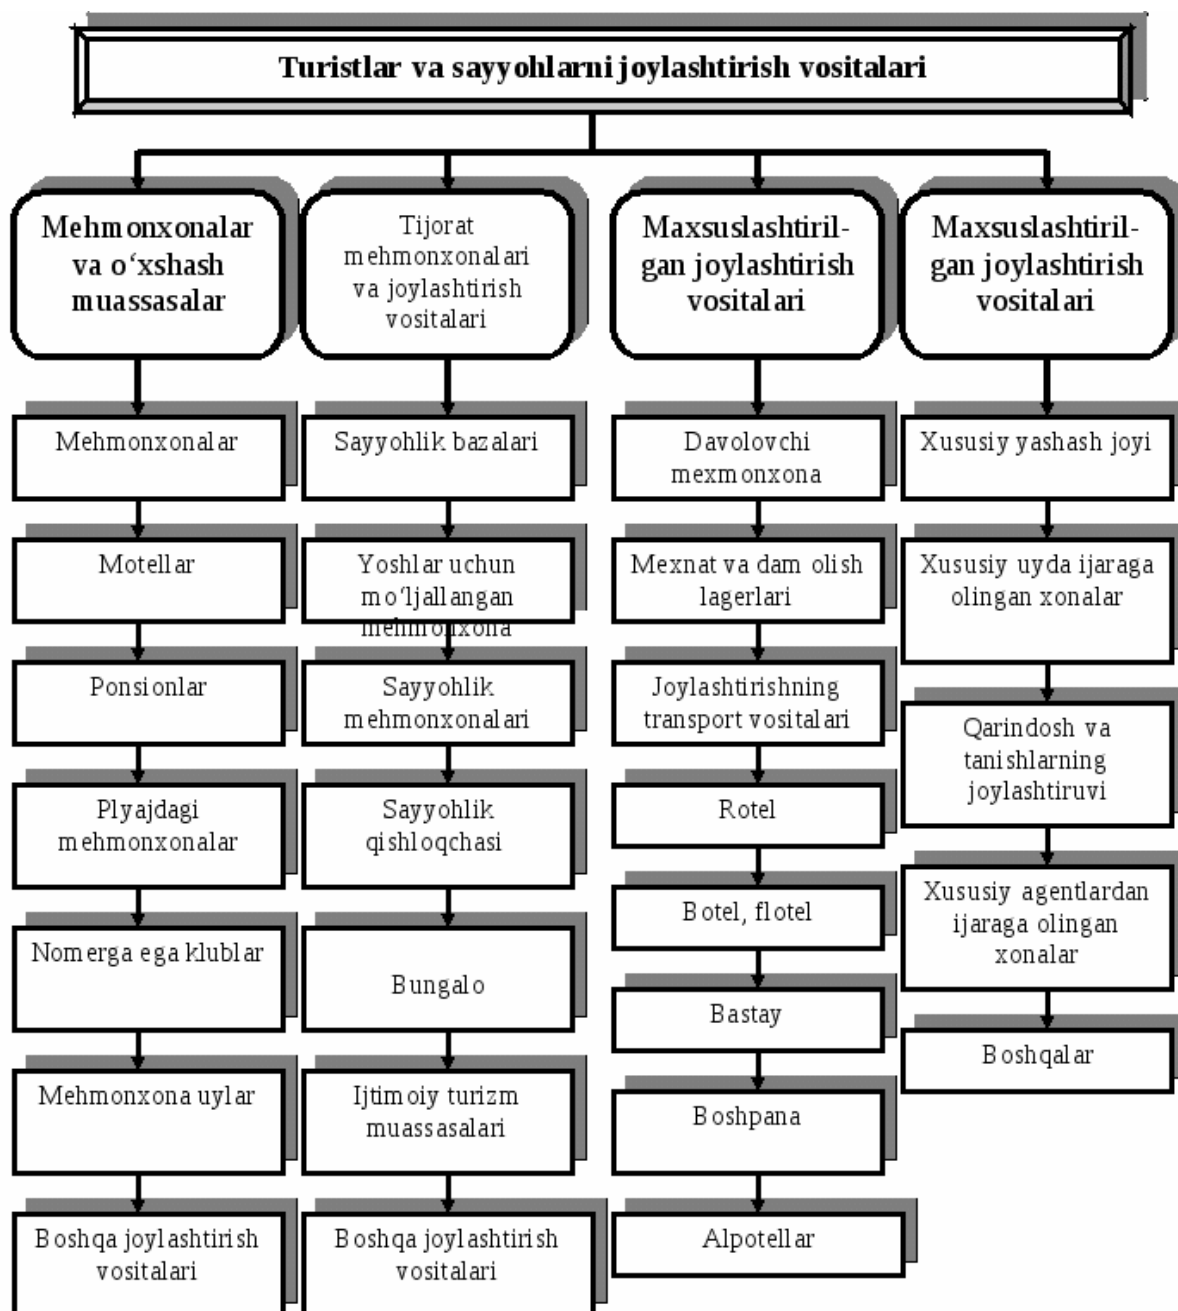 Turistlar va sayyohlarni joylashtirish vositalari
Mehmonxonalar
va o‘xshash
muassasalar
Mehmonxonalar
Motellar
Ponsionlar
Plyajdagi
mehmonxonalar
Nomerga ega klublar
Mehmonxona uylar
Boshqa joylashtirish
vositalari
Tijorat
mehmonxonalari
va joylashtirish
vositalari
Sayyohlik bazalari
Yoshlar uchun
mo‘ljallangan
mehmonxona
Sayyohlik
mehmonxonalari
Sayyohlik
qishloqchasi
Bungalo
Ijtimoiy turizm
muassasalari
Boshqa joylashtirish
vositalari
Maxsuslashtiril-
gan joylashtirish
vositalari
Davolovchi
mexmonxona
Mexnat va dam olish
lagerlari
Joylashtirishning
transport vositalari
Rotel
Botel, flotel
Bastay
Boshpana
Alpotellar
Maxsuslashtiril-
gan joylashtirish
vositalari
Xususiy yashash joyi
Xususiy uyda ijaraga
olingan xonalar
Qarindosh va
tanishlarning
joylashtiruvi
Xususiy agentlardan
ijaraga olingan
xonalar
Boshqalar